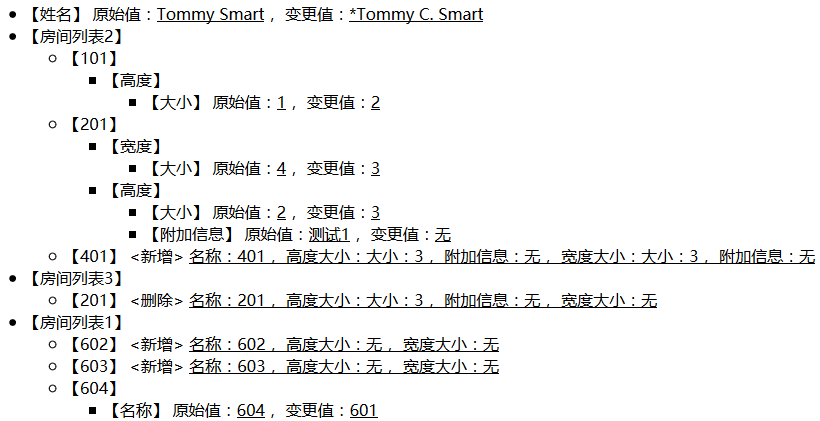 【姓名】 原始值：Tommy Smart ，变更值：*Tommy C. Smart
【房间列表2】
【101】
【高度】
【大小】 原始值：1 ，变更值：2
【201】
【宽度】
【大小】 原始值：4 ，变更值：3
【高度】
【大小】 原始值：2 ，变更值：3
【附加信息】 原始值：测试1 ，变更值：无
【401】 <新增> 名称：401 ，高度大小：大小：3 ，附加信息：无 ，宽度大小：大小：3 ，附加信息：无
【房间列表3】
【201】 <删除> 名称：201 ，高度大小：大小：3 ，附加信息：无 ，宽度大小：无
【房间列表1】
【602】 <新增> 名称：602 ，高度大小：无 ，宽度大小：无
【603】 <新增> 名称：603 ，高度大小：无 ，宽度大小：无
【604】
【名称】 原始值：604 ，变更值：601